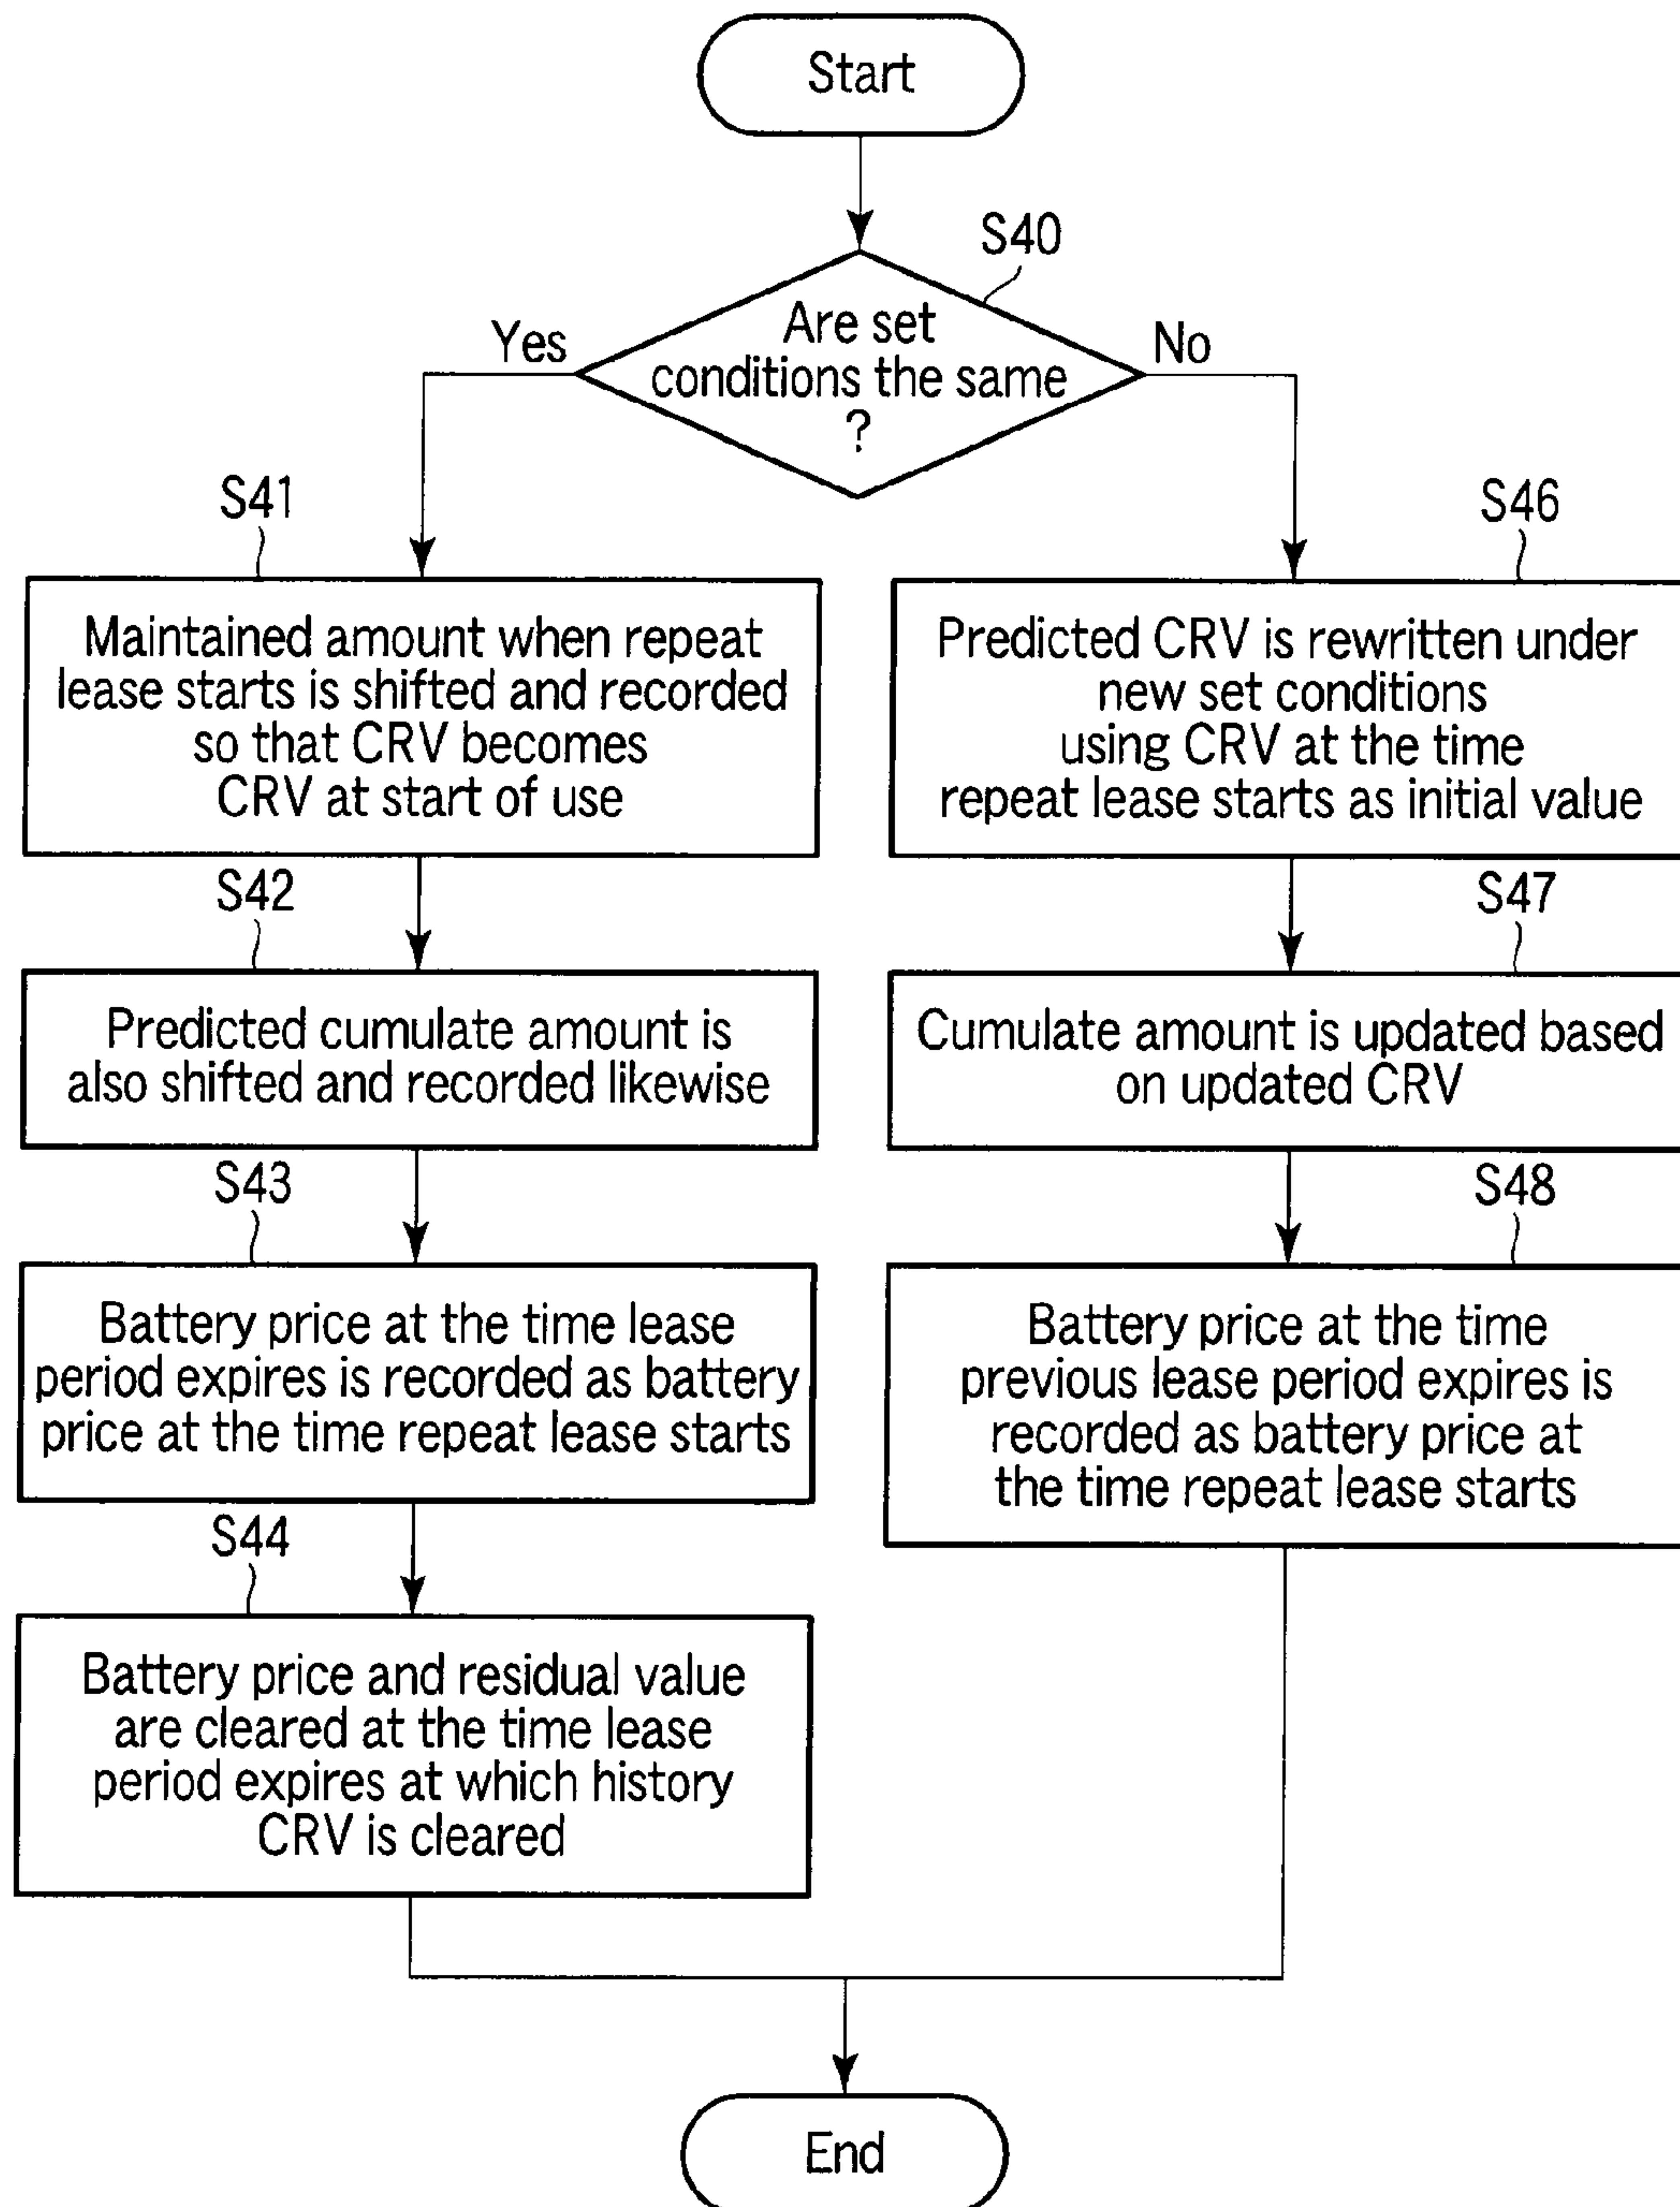 Start
S40
Are set
conditions the same
?
Yes
No
S41
Maintained amount when repeat
lease starts is shifted and recorded
so that CRV becomes
CRV at start of use
S42
Predicted cumulate amount is
also shifted and recorded likewise
S43
Battery price at the time lease
period expires is recorded as battery
price at the time repeat lease starts
S44
Battery price and residual value
are cleared at the time lease
period expires at which history
CRV is cleared
S46
Predicted CRV is rewritten under
new set conditions
using CRV at the time
repeat lease starts as initial value
S47
Cumulate amount is updated based
on updated CRV
S48
Battery price at the time
previous lease period expires is
recorded as battery price at
the time repeat lease starts
End